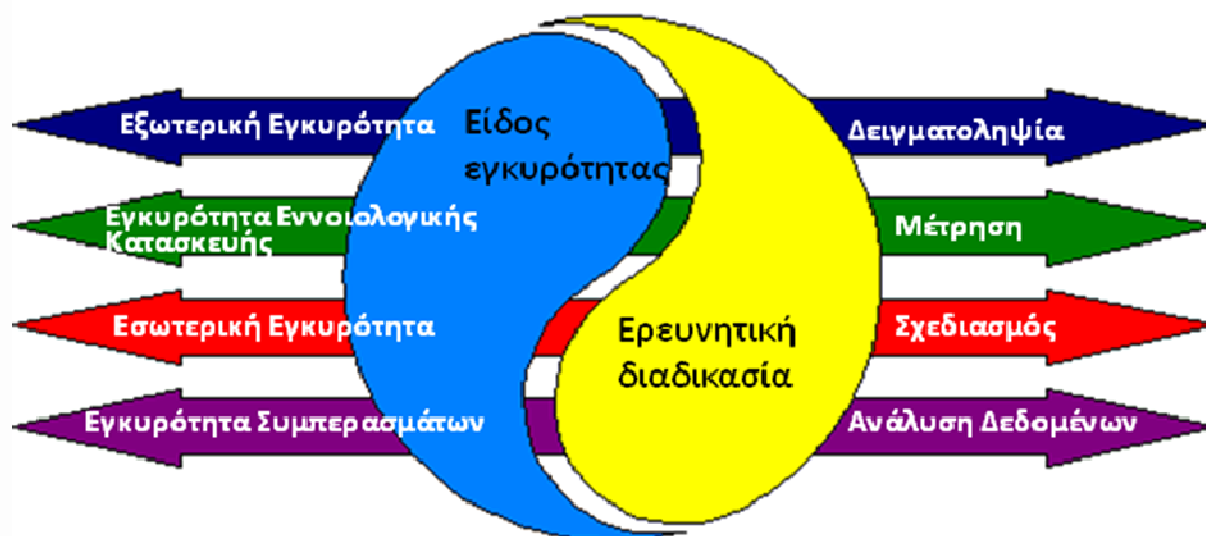 Εξωτερική Εγκυρότητα
Είδος
εγκυρότητας
Δειγματοληψία
Εγκυρότητα Εννοιολογικής
Κατασκευής
Μέτρηση
Εσωτερική Εγκυρότητα
Ερευνητική
διαδικασία
Σχεδιασμός
Εγκυρότητα Συμπερασμάτων
Ανάλυση Δεδομένων